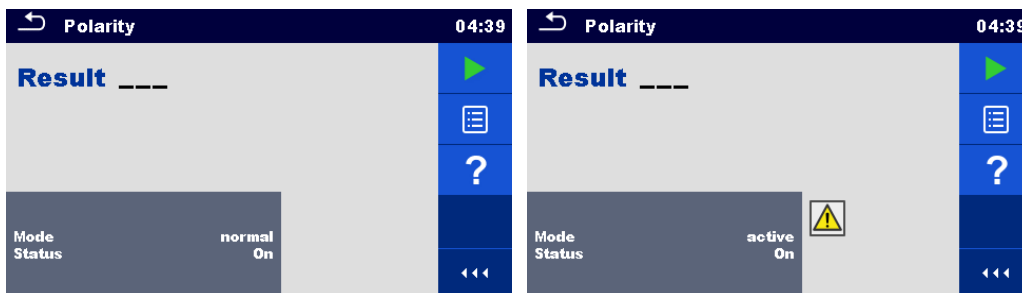 Polarity 04:39
Result ___
?
Mode normal
Status On
Polarity 04:39
Result ___
?
Mode active
Status On